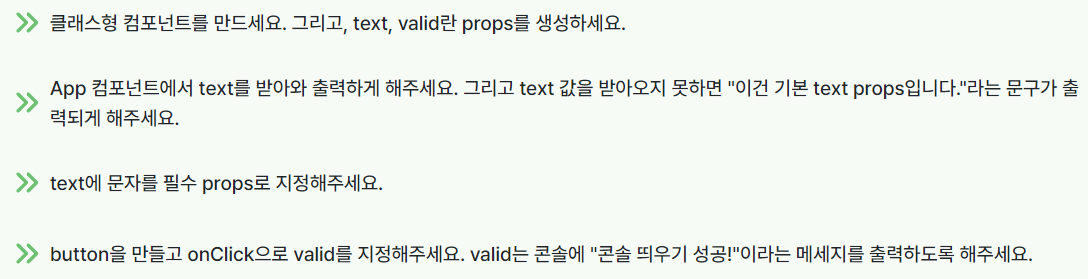 클래스형 컴포넌트를 만드세요. 그리고, text, valid란 props를 생성하세요.
App 컴포넌트에서 text를 받아와 출력하게 해주세요. 그리고 text 값을 받아오지 못하면 "이건 기본 text props입니다."라는 문구가 출
력되게 해주세요.
text에 문자를 필수 props로 지정해주세요.
button을 만들고 onClick으로 valid를 지정해주세요. valid는 콘솔에 "콘솔 띄우기 성공!"이라는 메세지를 출력하도록 해주세요.